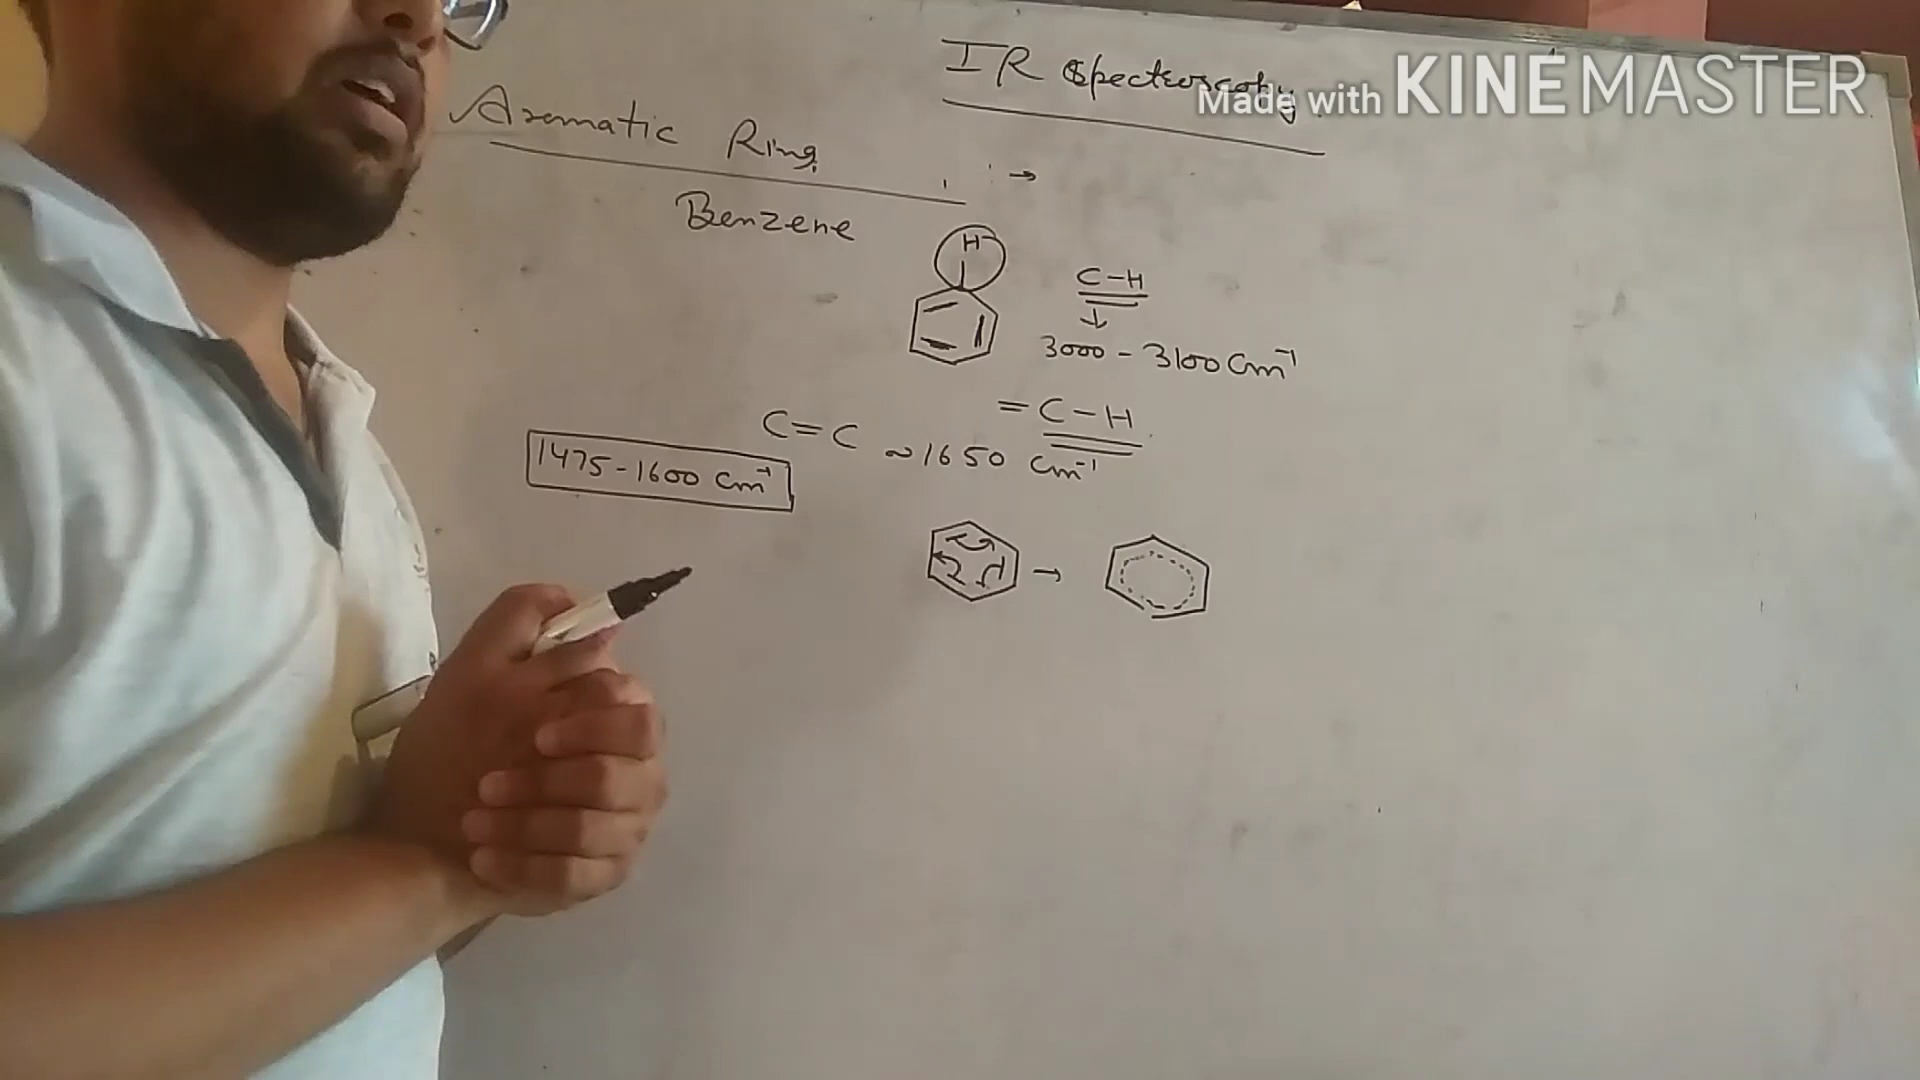 IR Spectroscopy
Made with KINEMASTER
Aromatic Ring
Benzene
H
C-H
3000 - 3100 cm⁻¹
= C-H
C=C ~1650 cm⁻¹
1475-1600 cm⁻¹